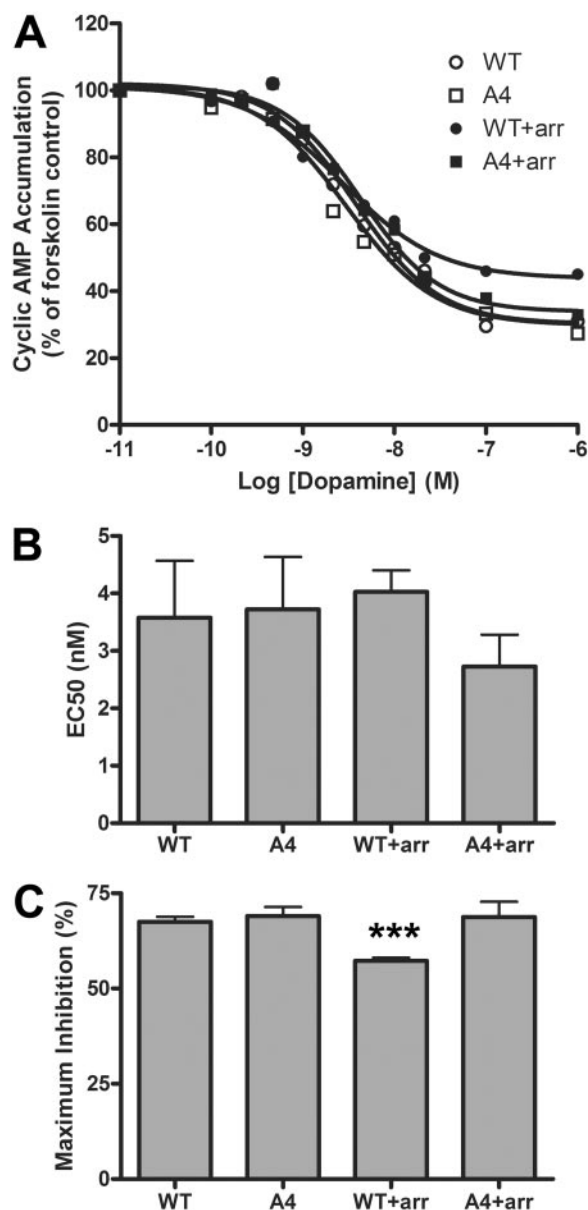 A
Cyclic AMP Accumulation
(% of forskolin control)
120
100
80
60
40
20
0
WT
A4
WT+arr
A4+arr
-11
-10
-9
-8
-7
-6
Log [Dopamine] (M)
B
EC50 (nM)
5
4
3
2
1
0
WT
A4
WT+arr
A4+arr
C
Maximum Inhibition (%)
75
50
25
0
***
WT
A4
WT+arr
A4+arr